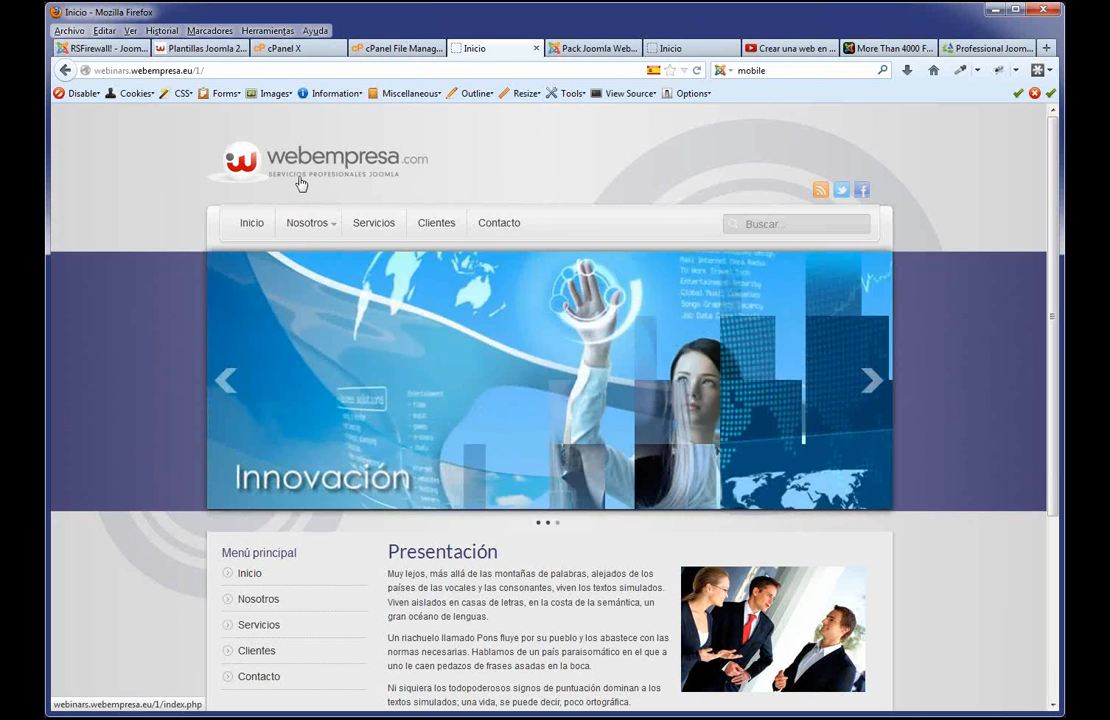 Inicio - Mozilla Firefox
Archivo Editar Ver Historial Marcadores Herramientas Ayuda
RSFirewall! - Joom... Plantillas Joomla 2... cPanel X cPanel File Manag... Inicio Pack Joomla Web... Inicio Crear una web en ... More Than 4000 F... Professional Joom...
webinars.webempresa.eu/1/ mobile
Disable Cookies CSS Forms Images Information Miscellaneous Outline Resize Tools View Source Options
webempresa.com
SERVICIOS PROFESIONALES JOOMLA
Inicio Nosotros Servicios Clientes Contacto Buscar...
Innovación
Menú principal
Inicio
Nosotros
Servicios
Clientes
Contacto
Presentación
Muy lejos, más allá de las montañas de palabras, alejados de los
países de las vocales y las consonantes, viven los textos simulados.
Viven aislados en casas de letras, en la costa de la semántica, un
gran océano de lenguas.
Un riachuelo llamado Pons fluye por su pueblo y los abastece con las
normas necesarias. Hablamos de un país paraisomático en el que a
uno le caen pedazos de frases asadas en la boca.
Ni siquiera los todopoderosos signos de puntuación dominan a los
textos simulados; una vida, se puede decir, poco ortográfica.
webinars.webempresa.eu/1/index.php